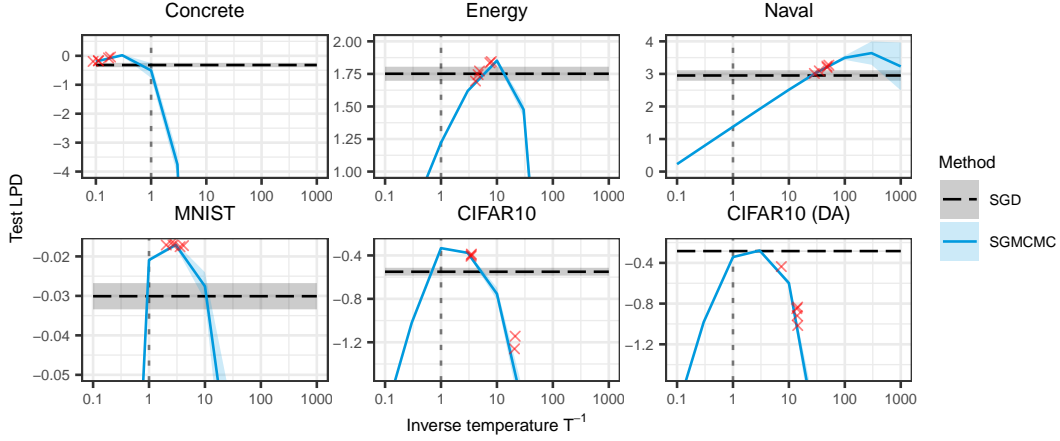 Concrete
Energy
Naval
0
−1
−2
−3
−4
2.00
1.75
1.50
1.25
1.00
4
3
2
1
0
0.1 1 10 100 1000
0.1 1 10 100 1000
0.1 1 10 100 1000
Test LPD
Method
SGD
SGMCMC
MNIST
CIFAR10
CIFAR10 (DA)
−0.02
−0.03
−0.04
−0.05
−0.4
−0.8
−1.2
−0.4
−0.8
−1.2
0.1 1 10 100 1000
0.1 1 10 100 1000
0.1 1 10 100 1000
Inverse temperature T⁻¹